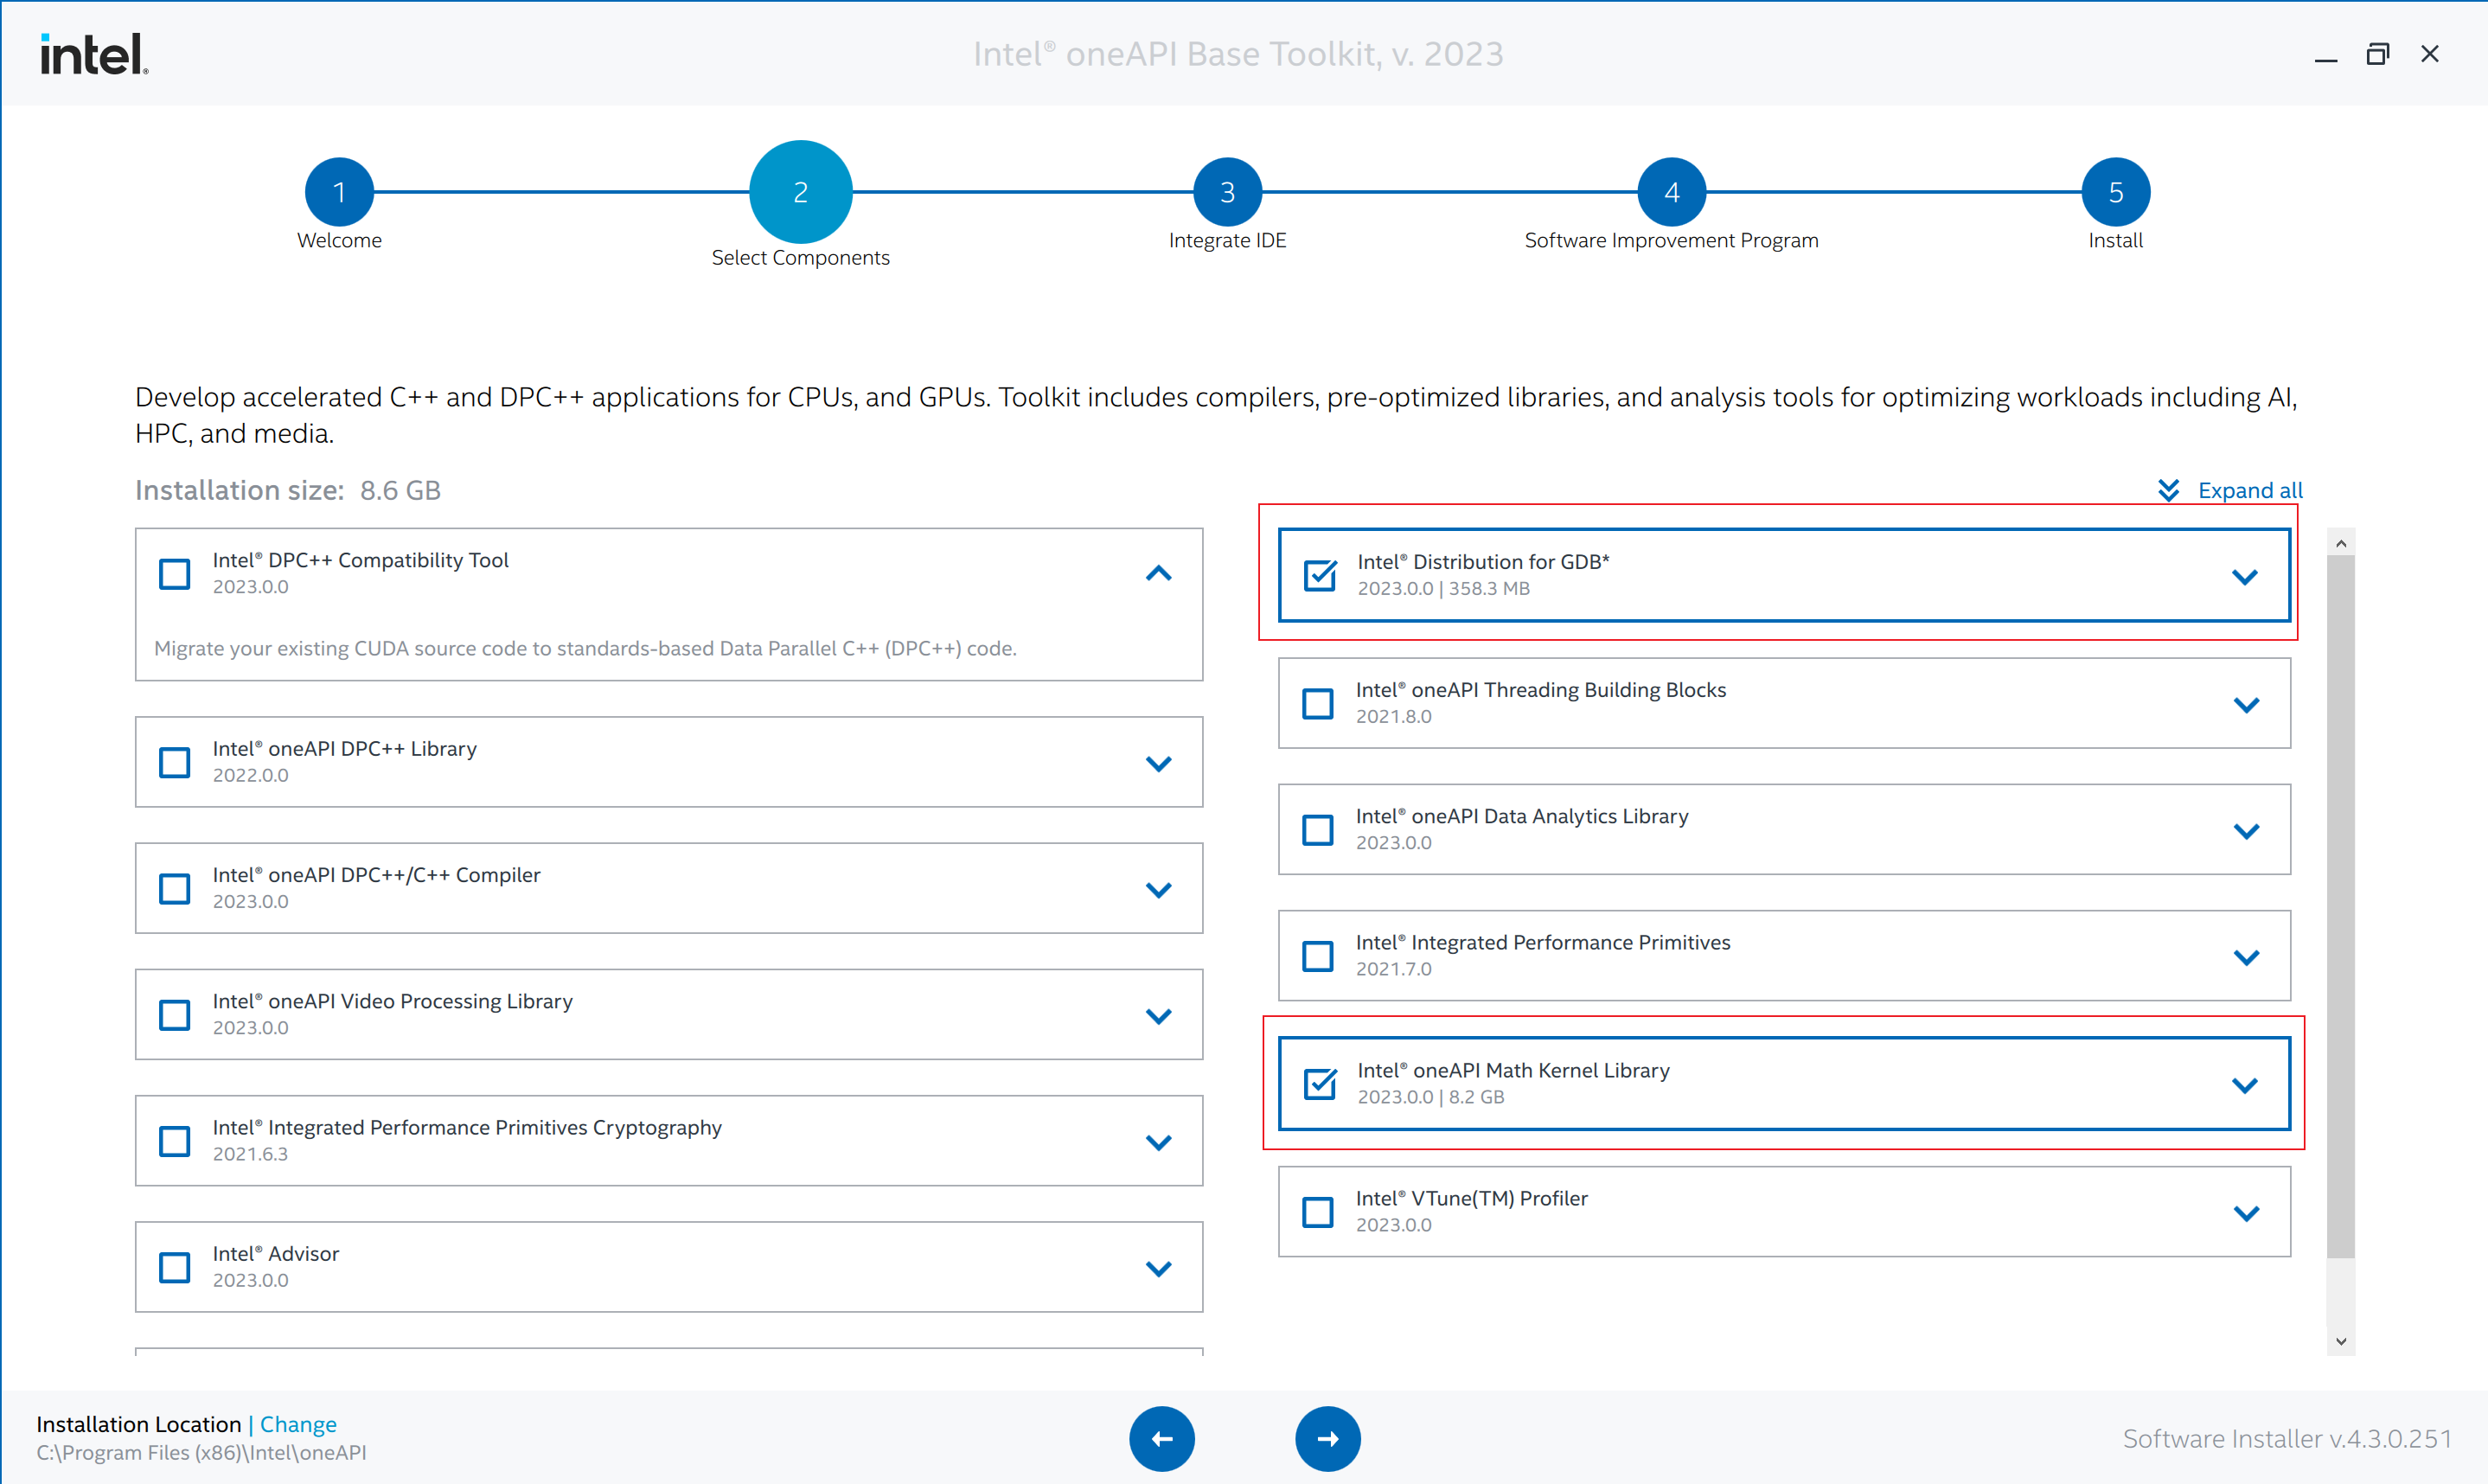 intel.
Intel® oneAPI Base Toolkit, v. 2023
1
2
3
4
5
Welcome
Select Components
Integrate IDE
Software Improvement Program
Install
Develop accelerated C++ and DPC++ applications for CPUs, and GPUs. Toolkit includes compilers, pre-optimized libraries, and analysis tools for optimizing workloads including AI,
HPC, and media.
Installation size: 8.6 GB
Expand all
Intel® DPC++ Compatibility Tool
2023.0.0
Migrate your existing CUDA source code to standards-based Data Parallel C++ (DPC++) code.
Intel® oneAPI DPC++ Library
2022.0.0
Intel® oneAPI DPC++/C++ Compiler
2023.0.0
Intel® oneAPI Video Processing Library
2023.0.0
Intel® Integrated Performance Primitives Cryptography
2021.6.3
Intel® Advisor
2023.0.0
Intel® Distribution for GDB*
2023.0.0 | 358.3 MB
Intel® oneAPI Threading Building Blocks
2021.8.0
Intel® oneAPI Data Analytics Library
2023.0.0
Intel® Integrated Performance Primitives
2021.7.0
Intel® oneAPI Math Kernel Library
2023.0.0 | 8.2 GB
Intel® VTune(TM) Profiler
2023.0.0
Installation Location | Change
C:\Program Files (x86)\Intel\oneAPI
Software Installer v.4.3.0.251